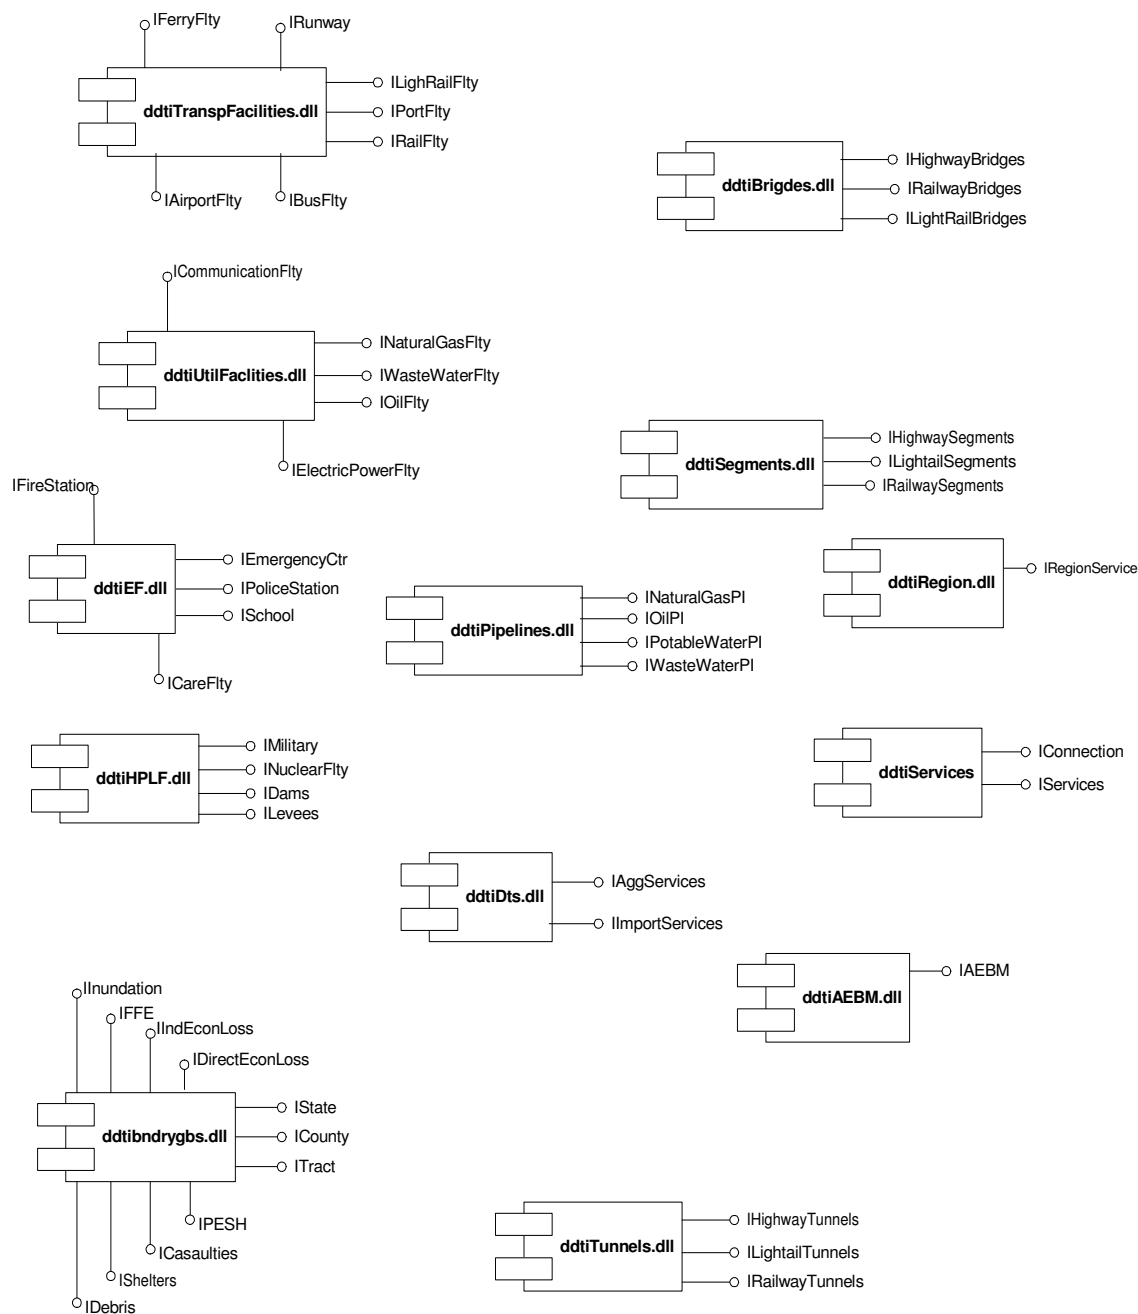 IFerryFlty
IRunway
ddtiTranspFacilities.dll
ILighRailFlty
IPortFlty
IRailFlty
IAirportFlty
IBusFlty
ddtiBrigdes.dll
IHighwayBridges
IRailwayBridges
ILightRailBridges
ICommunicationFlty
ddtiUtilFaclities.dll
INaturalGasFlty
IWasteWaterFlty
IOilFlty
IElectricPowerFlty
ddtiSegments.dll
IHighwaySegments
ILightailSegments
IRailwaySegments
IFireStation
ddtiEF.dll
IEmergencyCtr
IPoliceStation
ISchool
ICareFlty
ddtiPipelines.dll
INaturalGasPl
IOilPl
IPotableWaterPl
IWasteWaterPl
ddtiRegion.dll
IRegionService
ddtiHPLF.dll
IMilitary
INuclearFlty
IDams
ILevees
ddtiServices
IConnection
IServices
ddtiDts.dll
IAggServices
IImportServices
ddtiAEBM.dll
IAEBM
IInundation
IFFE
IIndEconLoss
IDirectEconLoss
ddtibndrygbs.dll
IState
ICounty
ITract
IPESH
ICasaulties
IShelters
IDebris
ddtiTunnels.dll
IHighwayTunnels
ILightailTunnels
IRailwayTunnels